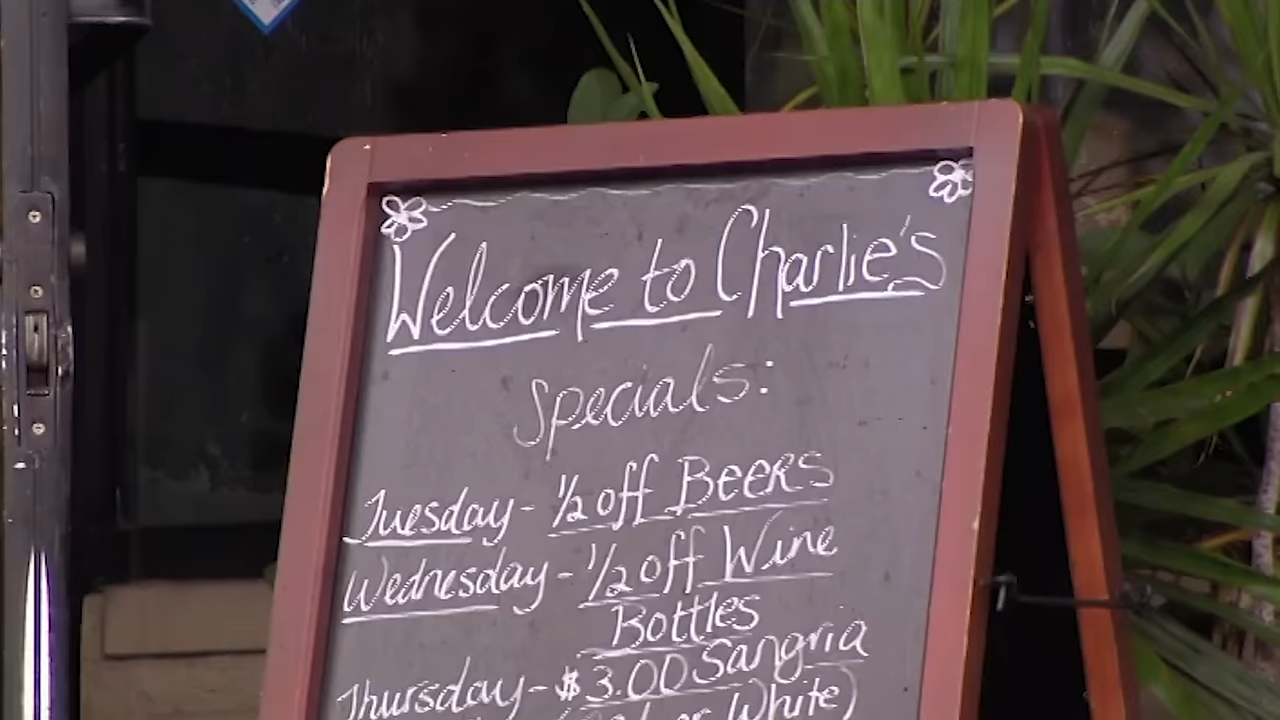 Welcome to Charlie's
Specials:
Tuesday - ½ off BEERS
Wednesday - ½ off Wine
Bottles
Thursday - $3.00 Sangria
or White)